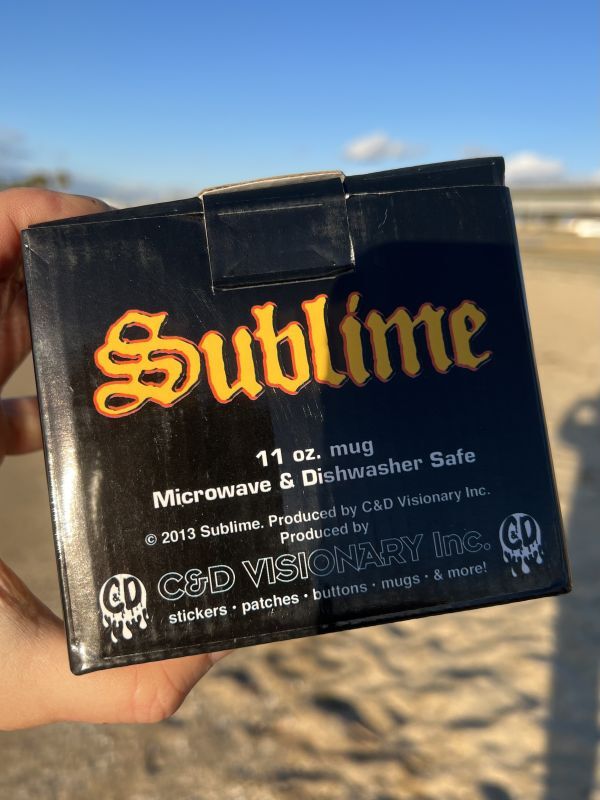 Sublime
11 oz. mug
Microwave & Dishwasher Safe
© 2013 Sublime. Produced by C&D Visionary Inc.
Produced by
C&D C&D VISIONARY Inc. C&D
stickers • patches • buttons • mugs • & more!